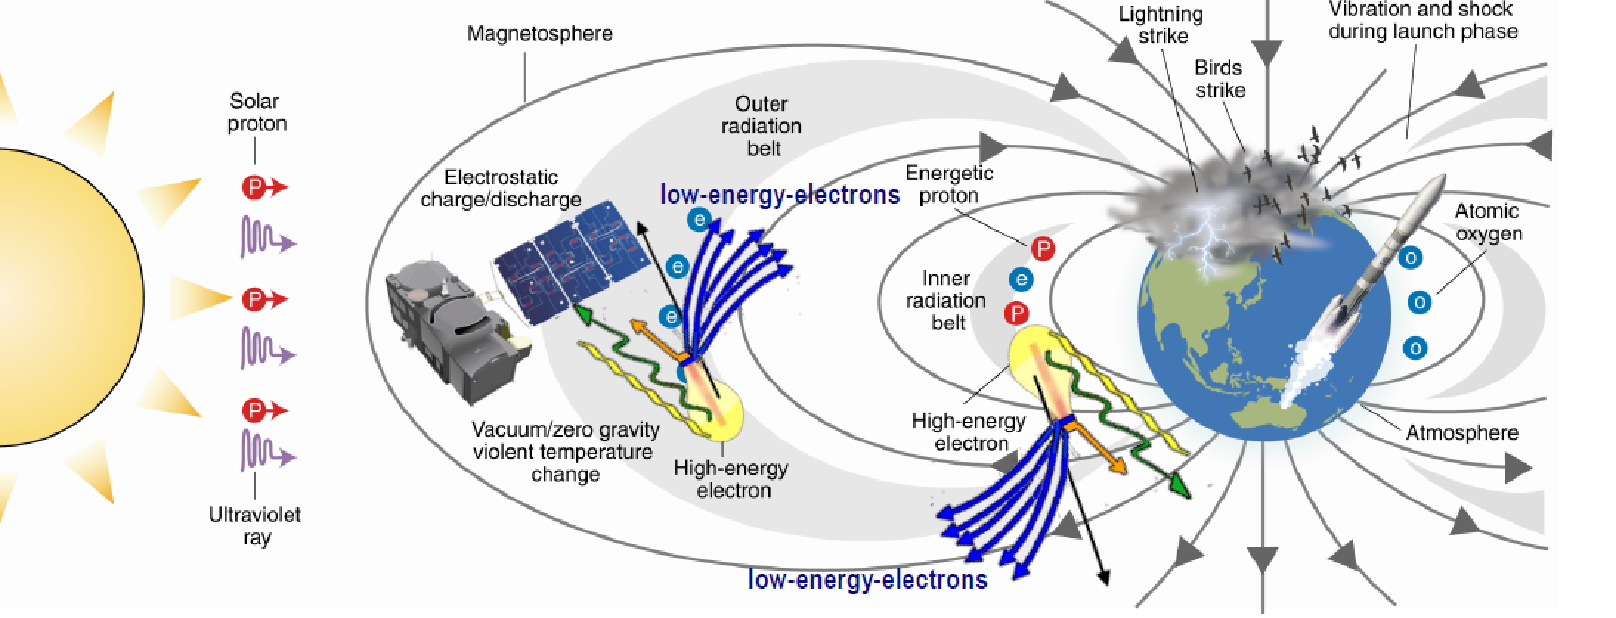 Solar
proton
P
P
P
Ultraviolet
ray
Magnetosphere
Outer
radiation
belt
Electrostatic
charge/discharge
low-energy-electrons
e
e
e
Vacuum/zero gravity
violent temperature
change
High-energy
electron
Energetic
proton
P
e
P
Inner
radiation
belt
High-energy
electron
low-energy-electrons
Lightning
strike
Birds
strike
Vibration and shock
during launch phase
Atomic
oxygen
o
o
o
Atmosphere